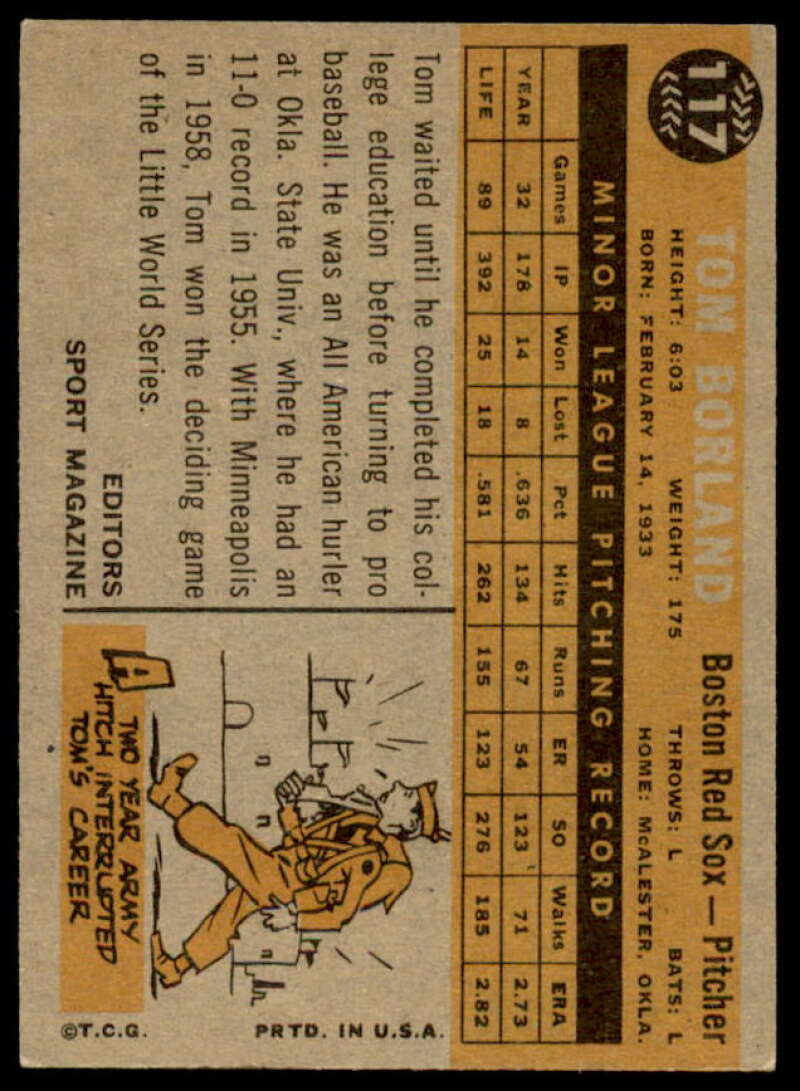 117
TOM BORLAND Boston Red Sox — Pitcher
HEIGHT: 6:03 WEIGHT: 175 THROWS: L BATS: L
BORN: FEBRUARY 14, 1933 HOME: McALESTER, OKLA.
MINOR LEAGUE PITCHING RECORD
Games IP Won Lost Pct Hits Runs ER SO Walks ERA
YEAR 32 178 14 8 .636 134 67 54 123 71 2.73
LIFE 89 392 25 18 .581 262 155 123 276 185 2.82
Tom waited until he completed his col-
lege education before turning to pro
baseball. He was an All American hurler
at Okla. State Univ., where he had an
11-0 record in 1955. With Minneapolis
in 1958, Tom won the deciding game
of the Little World Series.
EDITORS
SPORT MAGAZINE
TWO YEAR ARMY
HITCH INTERRUPTED
TOM'S CAREER
©T.C.G. PRTD. IN U.S.A.